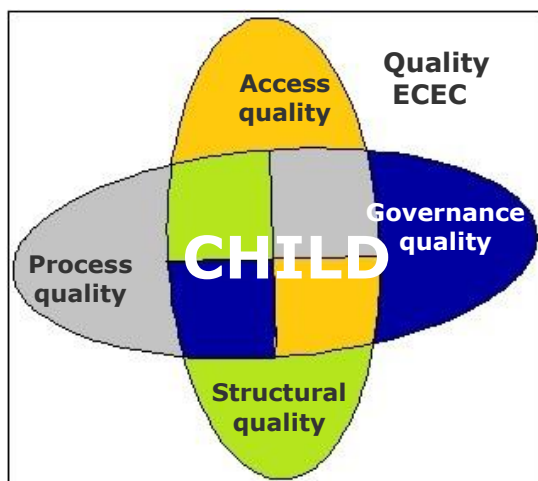 Quality
ECEC
Access
quality
Governance
quality
CHILD
Process
quality
Structural
quality